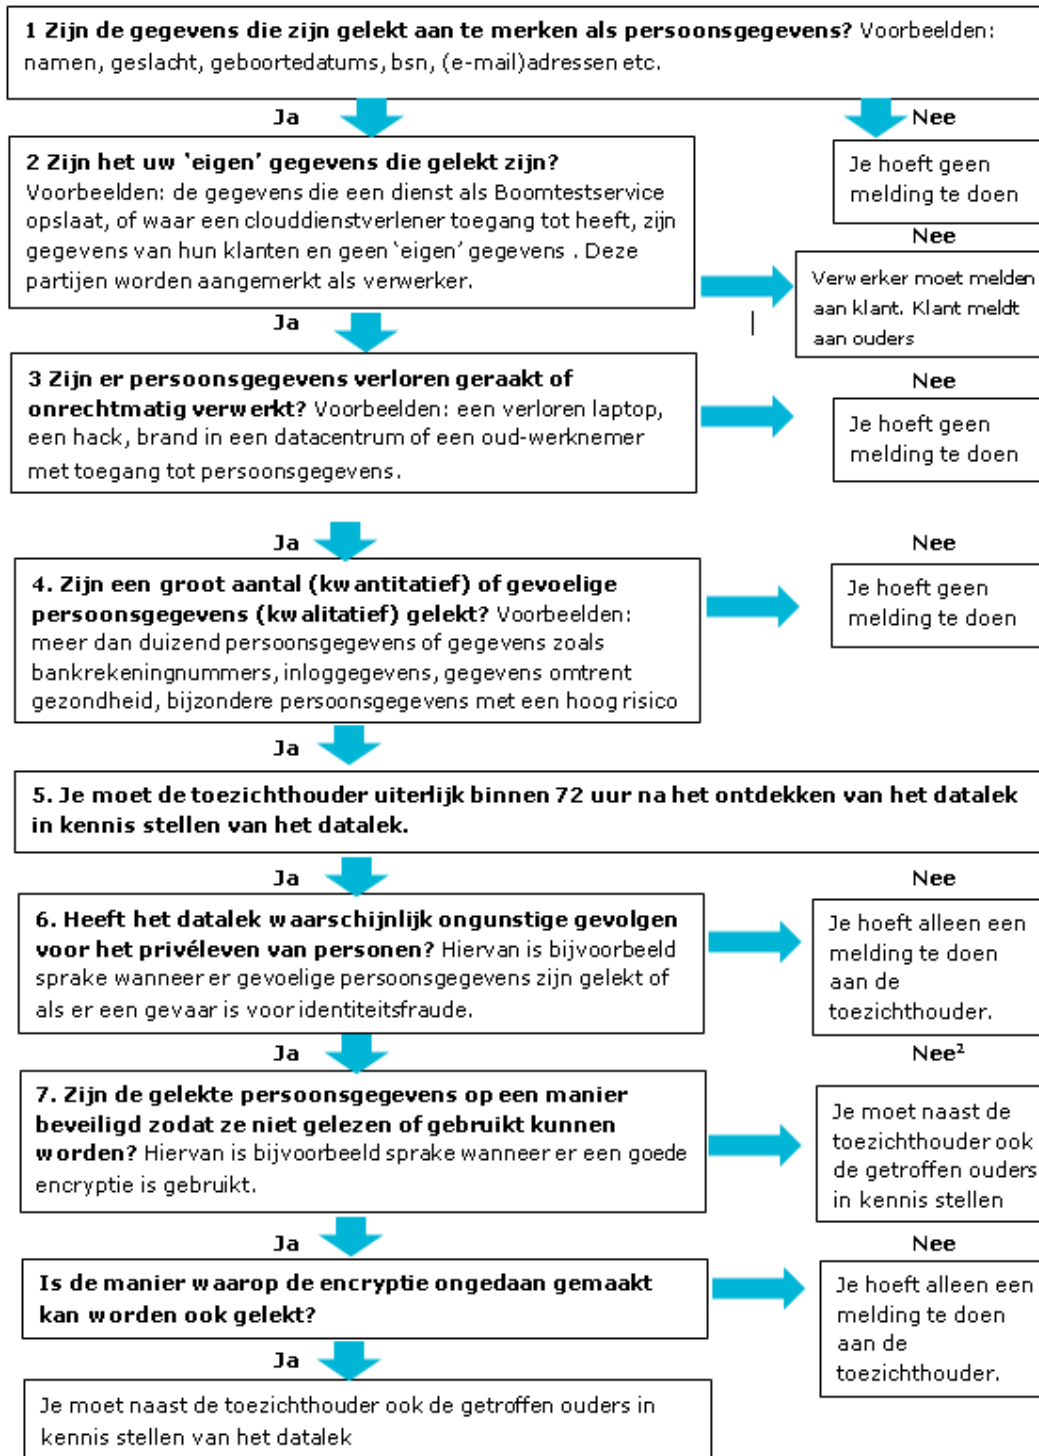 1 Zijn de gegevens die zijn gelekt aan te merken als persoonsgegevens? Voorbeelden:
namen, geslacht, geboortedatums, bsn, (e-mail)adressen etc.
Ja
Nee
2 Zijn het uw ‘eigen’ gegevens die gelekt zijn?
Voorbeelden: de gegevens die een dienst als Boomtestservice
opslaat, of waar een clouddienstverlener toegang tot heeft, zijn
gegevens van hun klanten en geen ‘eigen’ gegevens . Deze
partijen worden aangemerkt als verwerker.
Je hoeft geen
melding te doen
Nee
Verwerker moet melden
aan klant. Klant meldt
aan ouders
Ja
3 Zijn er persoonsgegevens verloren geraakt of
onrechtmatig verwerkt? Voorbeelden: een verloren laptop,
een hack, brand in een datacentrum of een oud-werknemer
met toegang tot persoonsgegevens.
Nee
Je hoeft geen
melding te doen
Ja
Nee
4. Zijn een groot aantal (kwantitatief) of gevoelige
persoonsgegevens (kwalitatief) gelekt? Voorbeelden:
meer dan duizend persoonsgegevens of gegevens zoals
bankrekeningnummers, inloggegevens, gegevens omtrent
gezondheid, bijzondere persoonsgegevens met een hoog risico
Je hoeft geen
melding te doen
Ja
5. Je moet de toezichthouder uiterlijk binnen 72 uur na het ontdekken van het datalek
in kennis stellen van het datalek.
Ja
Nee
6. Heeft het datalek waarschijnlijk ongunstige gevolgen
voor het privéleven van personen? Hiervan is bijvoorbeeld
sprake wanneer er gevoelige persoonsgegevens zijn gelekt of
als er een gevaar is voor identiteitsfraude.
Je hoeft alleen een
melding te doen
aan de
toezichthouder.
Ja
Nee²
7. Zijn de gelekte persoonsgegevens op een manier
beveiligd zodat ze niet gelezen of gebruikt kunnen
worden? Hiervan is bijvoorbeeld sprake wanneer er een goede
encryptie is gebruikt.
Je moet naast de
toezichthouder ook
de getroffen ouders
in kennis stellen
Ja
Nee
Is de manier waarop de encryptie ongedaan gemaakt
kan worden ook gelekt?
Je hoeft alleen een
melding te doen
aan de
toezichthouder.
Ja
Je moet naast de toezichthouder ook de getroffen ouders in
kennis stellen van het datalek